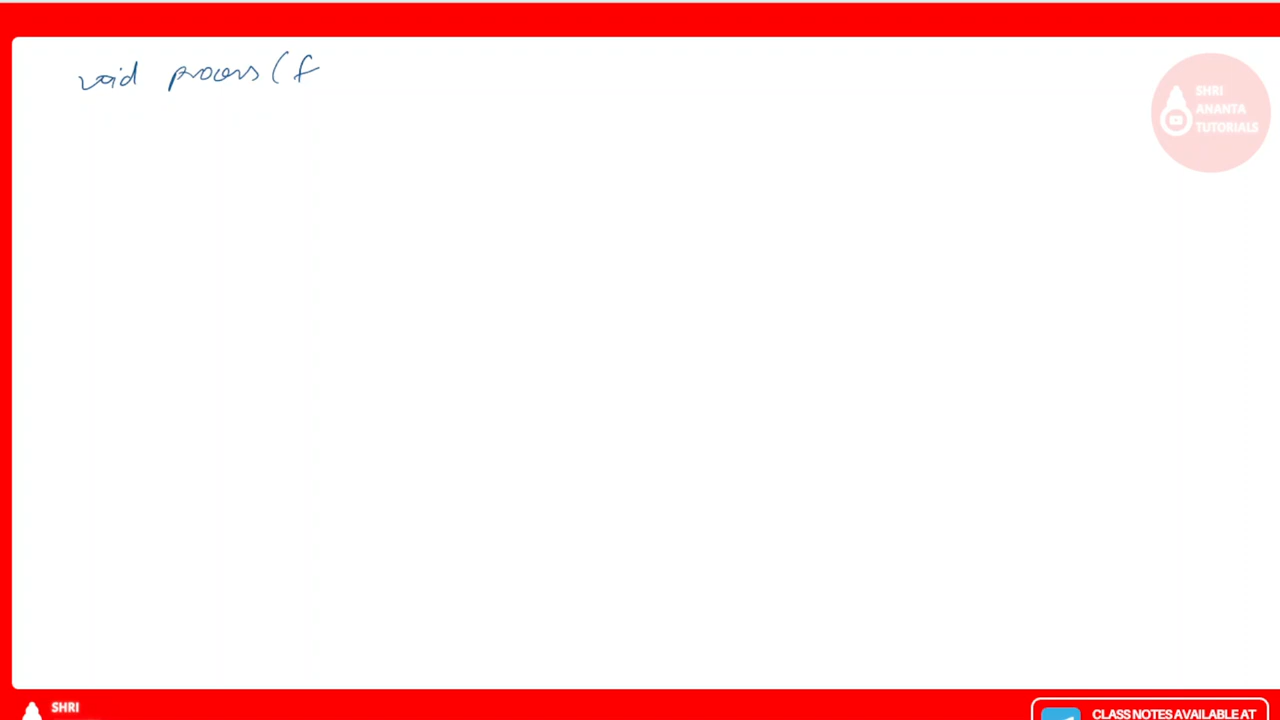 void process(f
SHRI
ANANTA
TUTORIALS
SHRI
CLASS NOTES AVAILABLE AT